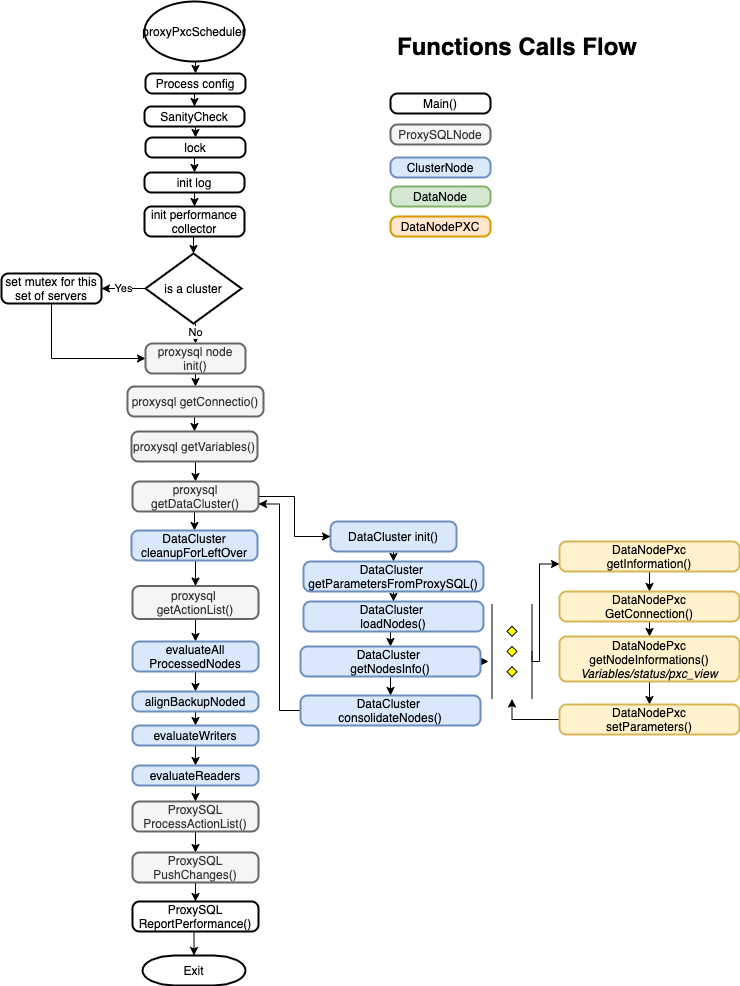 proxyPxcScheduler
Functions Calls Flow
Process config
SanityCheck
lock
init log
init performance
collector
Main()
ProxySQLNode
ClusterNode
DataNode
DataNodePXC
is a cluster
Yes
set mutex for this
set of servers
No
proxysql node
init()
proxysql getConnectio()
proxysql getVariables()
proxysql
getDataCluster()
DataCluster
cleanupForLeftOver
proxysql
getActionList()
evaluateAll
ProcessedNodes
alignBackupNoded
evaluateWriters
evaluateReaders
ProxySQL
ProcessActionList()
ProxySQL
PushChanges()
ProxySQL
ReportPerformance()
Exit
DataCluster init()
DataCluster
getParametersFromProxySQL()
DataCluster
loadNodes()
DataCluster
getNodesInfo()
DataCluster
consolidateNodes()
DataNodePxc
getInformation()
DataNodePxc
GetConnection()
DataNodePxc
getNodeInformations()
Variables/status/pxc_view
DataNodePxc
setParameters()